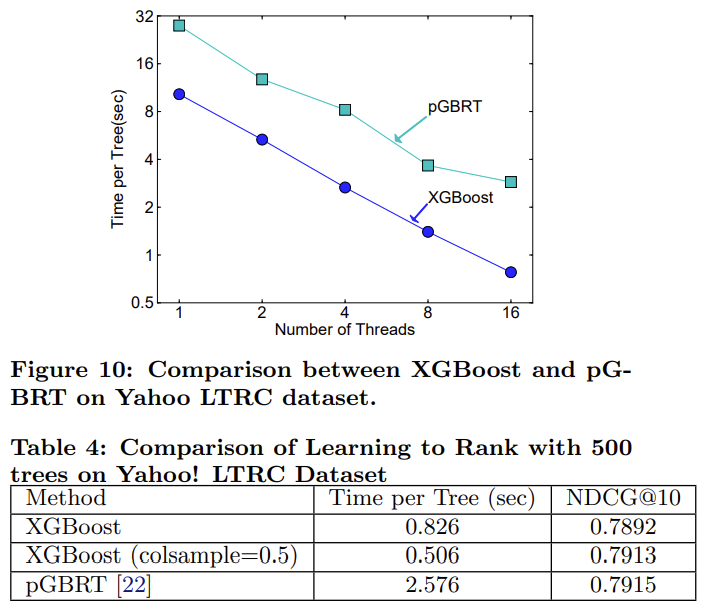 32
16
8
4
2
1
0.5
Time per Tree(sec)
pGBRT
XGBoost
1 2 4 8 16
Number of Threads
Figure 10: Comparison between XGBoost and pG-
BRT on Yahoo LTRC dataset.
Table 4: Comparison of Learning to Rank with 500
trees on Yahoo! LTRC Dataset
Method Time per Tree (sec) NDCG@10
XGBoost 0.826 0.7892
XGBoost (colsample=0.5) 0.506 0.7913
pGBRT [22] 2.576 0.7915